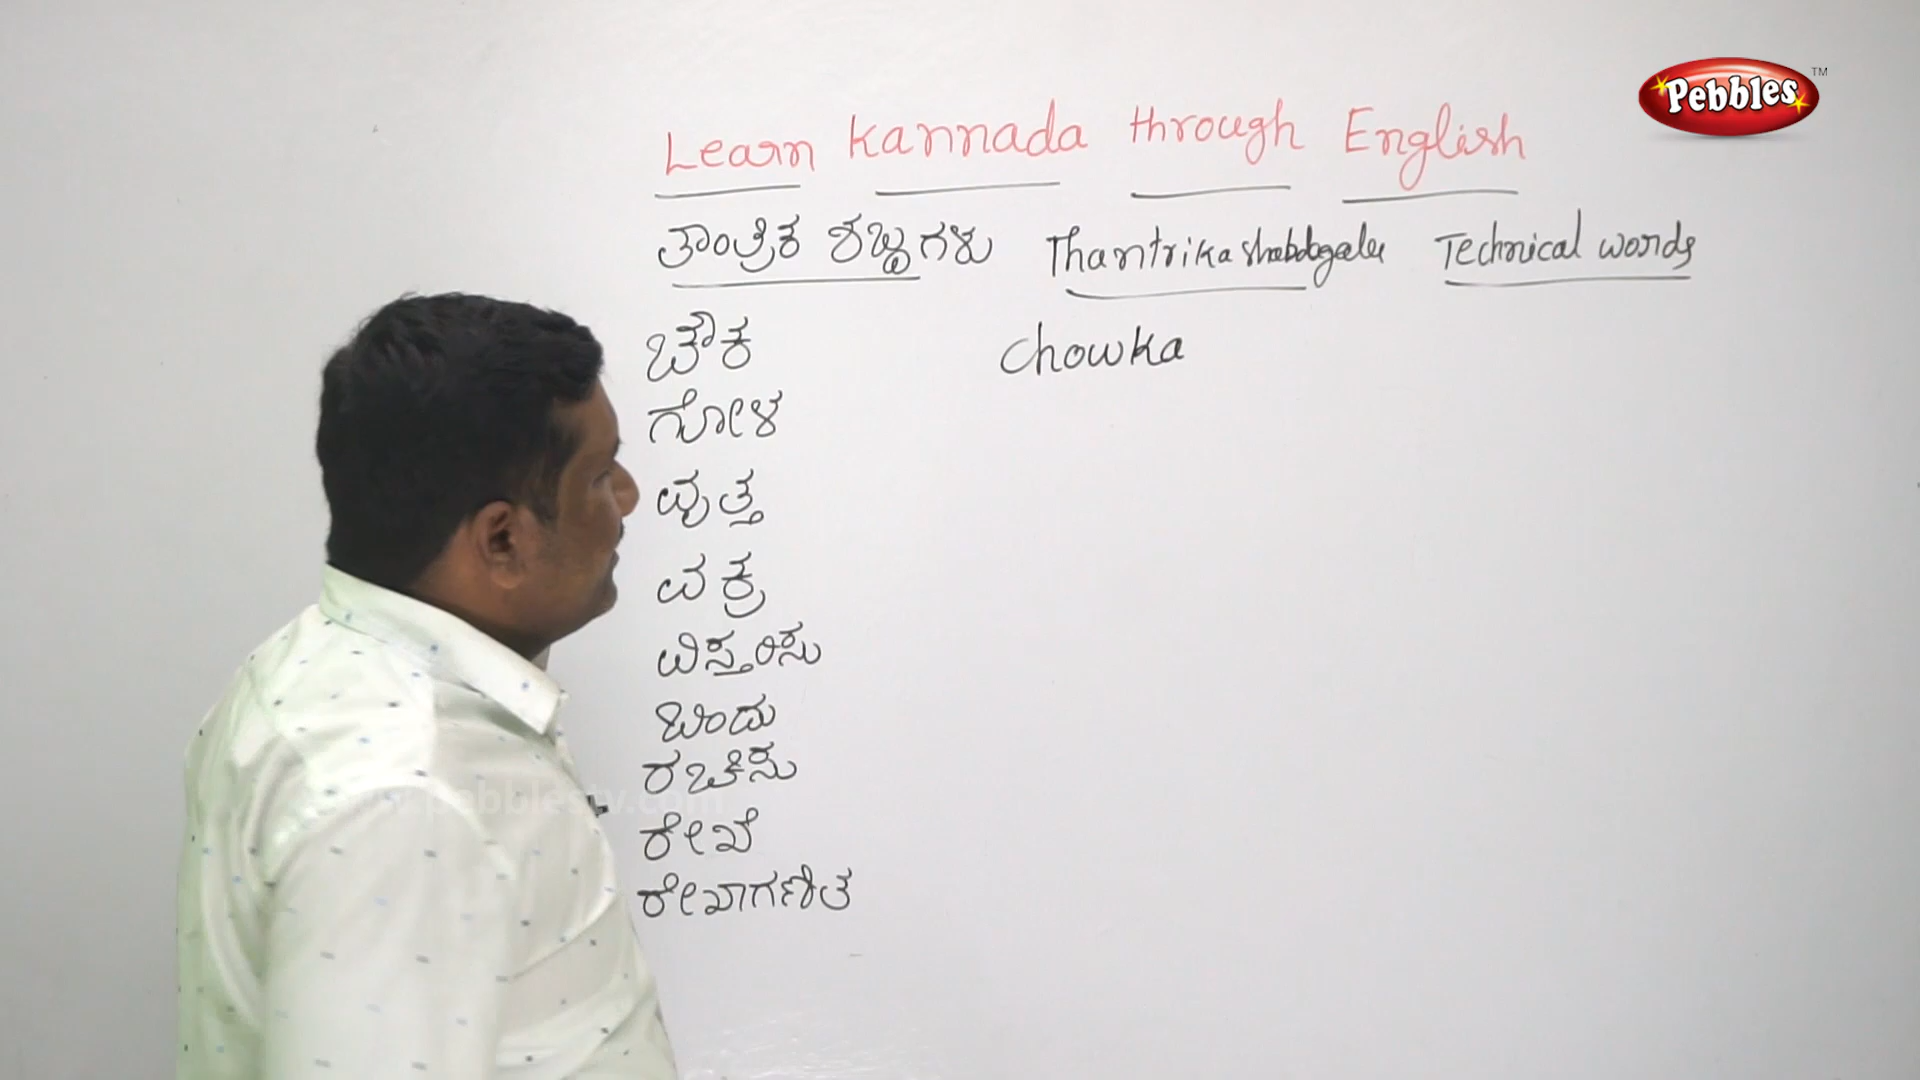 Pebbles TM
Learn Kannada through English
ತಾಂತ್ರಿಕ ಶಬ್ದಗಳು Thantrika shabdagalu Technical words
ಚೌಕ chowka
ಗೋಳ
ವೃತ್ತ
ವಕ್ರ
ವಿಸ್ತರಿಸು
ಬಿಂದು
ರಚಿಸು
ರೇಖೆ
ರೇಖಾಗಣಿತ